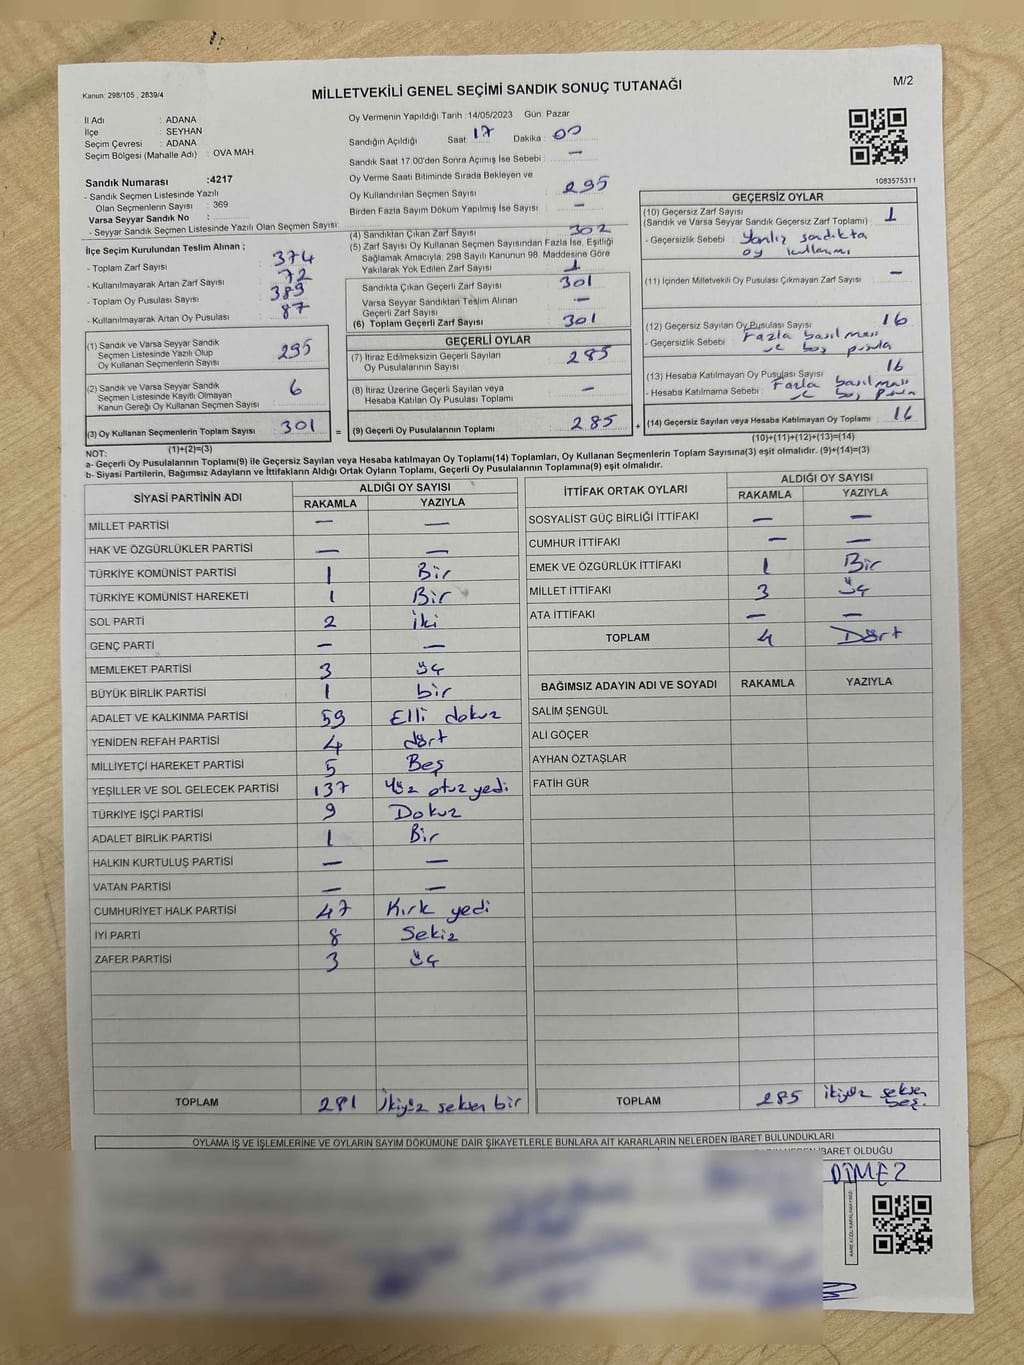 Kanun: 298/105 , 2839/4
MİLLETVEKİLİ GENEL SEÇİMİ SANDIK SONUÇ TUTANAĞI
M/2
İl Adı : ADANA
İlçe : SEYHAN
Seçim Çevresi : ADANA
Seçim Bölgesi (Mahalle Adı) : OVA MAH
Sandık Numarası :4217
- Sandık Seçmen Listesinde Yazılı
Olan Seçmenlerin Sayısı : 369
Varsa Seyyar Sandık No :
- Seyyar Sandık Seçmen Listesinde Yazılı Olan Seçmen Sayısı:
İlçe Seçim Kurulundan Teslim Alınan ;
- Toplam Zarf Sayısı 374
- Kullanılmayarak Artan Zarf Sayısı 72
- Toplam Oy Pusulası Sayısı 389
- Kullanılmayarak Artan Oy Pusulası 87
(1) Sandık ve Varsa Seyyar Sandık
Seçmen Listesinde Yazılı Olup
Oy Kullanan Seçmenlerin Sayısı 295
(2) Sandık ve Varsa Seyyar Sandık
Seçmen Listesinde Kayıtlı Olmayan
Kanun Gereği Oy Kullanan Seçmen Sayısı 6
(3) Oy Kullanan Seçmenlerin Toplam Sayısı 301 =
(1)+(2)=(3)
Oy Vermenin Yapıldığı Tarih :14/05/2023 Gün: Pazar
Sandığın Açıldığı Saat : 17 Dakika : 00
Sandık Saat 17.00'den Sonra Açımış İse Sebebi : —
Oy Verme Saati Bitiminde Sırada Bekleyen ve
Oy Kullandırılan Seçmen Sayısı 295
Birden Fazla Sayım Döküm Yapılmış İse Sayısı : —
(4) Sandıktan Çıkan Zarf Sayısı 302
(5) Zarf Sayısı Oy Kullanan Seçmen Sayısından Fazla İse, Eşitliği
Sağlamak Amacıyla; 298 Sayılı Kanunun 98. Maddesine Göre
Yakılarak Yok Edilen Zarf Sayısı 1
Sandıkta Çıkan Geçerli Zarf Sayısı 301
Varsa Seyyar Sandıktan Teslim Alınan
Geçerli Zarf Sayısı —
(6) Toplam Geçerli Zarf Sayısı 301
GEÇERLİ OYLAR
(7) İtiraz Edilmeksizin Geçerli Sayılan
Oy Pusulası Sayısı 285
(8) İtiraz Üzerine Geçerli Sayılan veya
Hesaba Katılan Oy Pusulası Toplamı —
(9) Geçerli Oy Pusulalarının Toplamı 285 +
1083575311
GEÇERSİZ OYLAR
(10) Geçersiz Zarf Sayısı
(Sandık ve Varsa Seyyar Sandık Geçersiz Zarf Toplamı) : 1
- Geçersizlik Sebebi : Yanlış sandıkta
oy kullanımı
(11) İçinden Milletvekili Oy Pusulası Çıkmayan Zarf Sayısı —
(12) Geçersiz Sayılan Oy Pusulası Sayısı : 16
- Geçersizlik Sebebi : Fazla basılması
ve boş pusula
(13) Hesaba Katılmayan Oy Pusulası Sayısı : 16
- Hesaba Katılmama Sebebi : Fazla basılması
ve boş pusula
(14) Geçersiz Sayılan veya Hesaba Katılmayan Oy Toplamı : 16
(10)+(11)+(12)+(13)=(14)
NOT:
a- Geçerli Oy Pusulalarının Toplamı(9) ile Geçersiz Sayılan veya Hesaba katılmayan Oy Toplamı(14) Toplamları, Oy Kullanan Seçmenlerin Toplam Sayısına(3) eşit olmalıdır. (9)+(14)=(3)
b- Siyasi Partilerin, Bağımsız Adayların ve İttifakların Aldığı Ortak Oyların Toplamı, Geçerli Oy Pusulalarının Toplamına(9) eşit olmalıdır.
SİYASİ PARTİNİN ADI ALDIĞI OY SAYISI
RAKAMLA YAZIYLA
MİLLET PARTİSİ — —
HAK VE ÖZGÜRLÜKLER PARTİSİ — —
TÜRKİYE KOMÜNİST PARTİSİ 1 Bir
TÜRKİYE KOMÜNİST HAREKETİ 1 Bir
SOL PARTİ 2 iki
GENÇ PARTİ — —
MEMLEKET PARTİSİ 3 üç
BÜYÜK BİRLİK PARTİSİ 1 bir
ADALET VE KALKINMA PARTİSİ 59 Elli dokuz
YENİDEN REFAH PARTİSİ 4 dört
MİLLİYETÇİ HAREKET PARTİSİ 5 Beş
YEŞİLLER VE SOL GELECEK PARTİSİ 137 Yüz otuz yedi
TÜRKİYE İŞÇİ PARTİSİ 9 Dokuz
ADALET BİRLİK PARTİSİ 1 Bir
HALKIN KURTULUŞ PARTİSİ — —
VATAN PARTİSİ — —
CUMHURİYET HALK PARTİSİ 47 Kırk yedi
İYİ PARTİ 8 Sekiz
ZAFER PARTİSİ 3 üç
TOPLAM 281 İkiyüz seksen bir
İTTİFAK ORTAK OYLARI ALDIĞI OY SAYISI
RAKAMLA YAZIYLA
SOSYALİST GÜÇ BİRLİĞİ İTTİFAKI — —
CUMHUR İTTİFAKI — —
EMEK VE ÖZGÜRLÜK İTTİFAKI 1 Bir
MİLLET İTTİFAKI 3 üç
ATA İTTİFAKI — —
TOPLAM 4 Dört
BAĞIMSIZ ADAYIN ADI VE SOYADI RAKAMLA YAZIYLA
SALİM ŞENGÜL
ALİ GÖÇER
AYHAN ÖZTAŞLAR
FATİH GÜR
TOPLAM 285 ikiyüz seksen
beş.
OYLAMA İŞ VE İŞLEMLERİNE VE OYLARIN SAYIM DÖKÜMÜNE DAİR ŞİKAYETLERLE BUNLARA AİT KARARLARIN NELERDEN İBARET BULUNDUKLARI
İBARET OLDUĞU